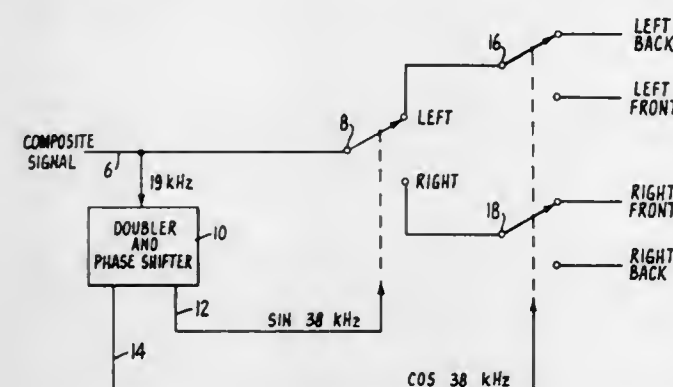 16
LEFT
BACK
LEFT
FRONT
8
LEFT
COMPOSITE
SIGNAL
6
19 kHz
RIGHT
18
RIGHT
FRONT
RIGHT
BACK
DOUBLER
AND
PHASE SHIFTER
10
12
SIN 38 kHz
14
COS 38 kHz